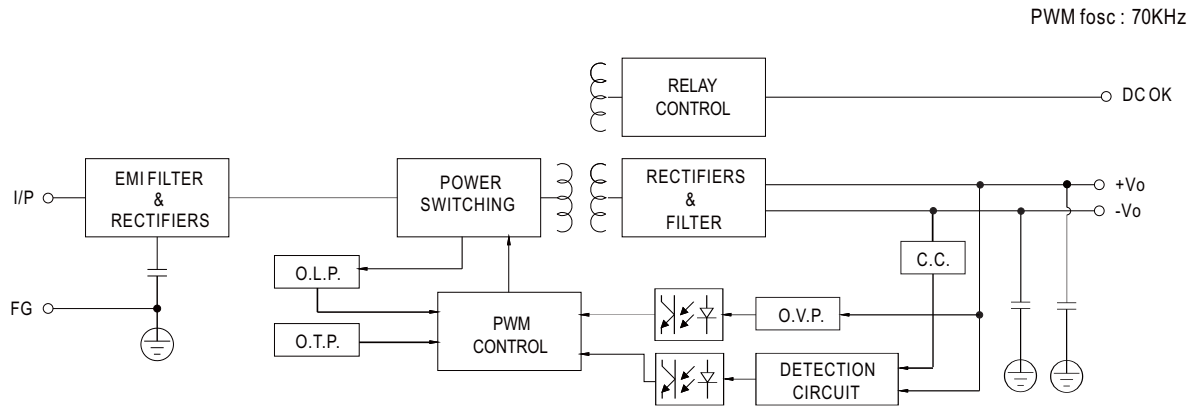 PWM fosc : 70KHz
RELAY
CONTROL
DC OK
I/P
EMI FILTER
&
RECTIFIERS
POWER
SWITCHING
RECTIFIERS
&
FILTER
+Vo
-Vo
C.C.
O.L.P.
FG
PWM
CONTROL
O.V.P.
O.T.P.
DETECTION
CIRCUIT